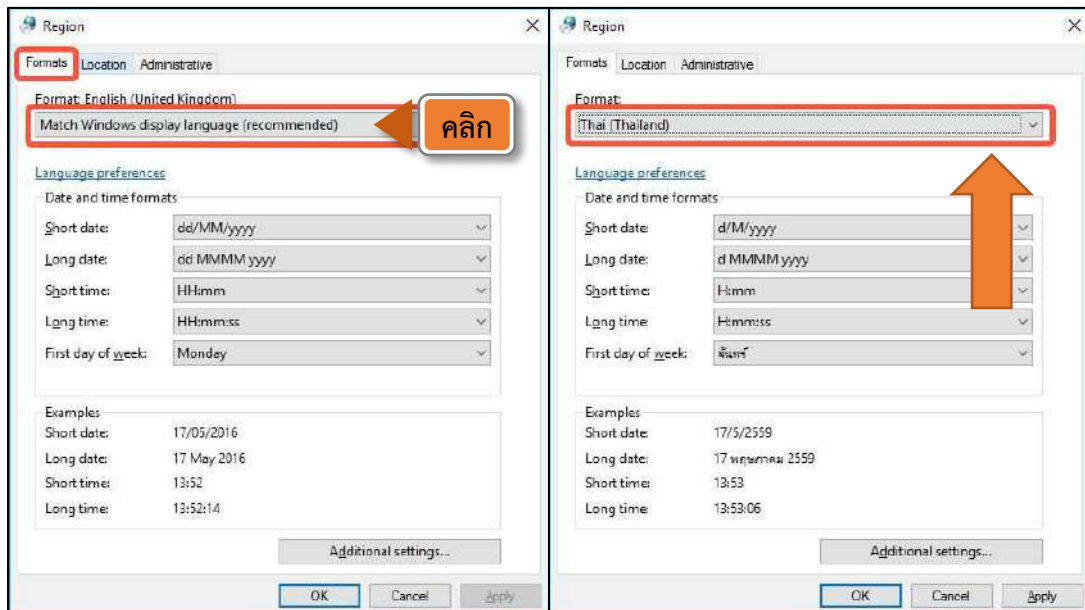 Region
Formats Location Administrative
Format: English (United Kingdom)
Match Windows display language (recommended)
คลิก
Language preferences
Date and time formats
Short date: dd/MM/yyyy
Long date: dd MMMM yyyy
Short time: HH:mm
Long time: HH:mm:ss
First day of week: Monday
Examples
Short date: 17/05/2016
Long date: 17 May 2016
Short time: 13:52
Long time: 13:52:14
Additional settings...
OK Cancel Apply
Region
Formats Location Administrative
Format:
Thai (Thailand)
Language preferences
Date and time formats
Short date: d/M/yyyy
Long date: d MMMM yyyy
Short time: H:mm
Long time: H:mm:ss
First day of week: จันทร์
Examples
Short date: 17/5/2559
Long date: 17 พฤษภาคม 2559
Short time: 13:53
Long time: 13:53:06
Additional settings...
OK Cancel Apply